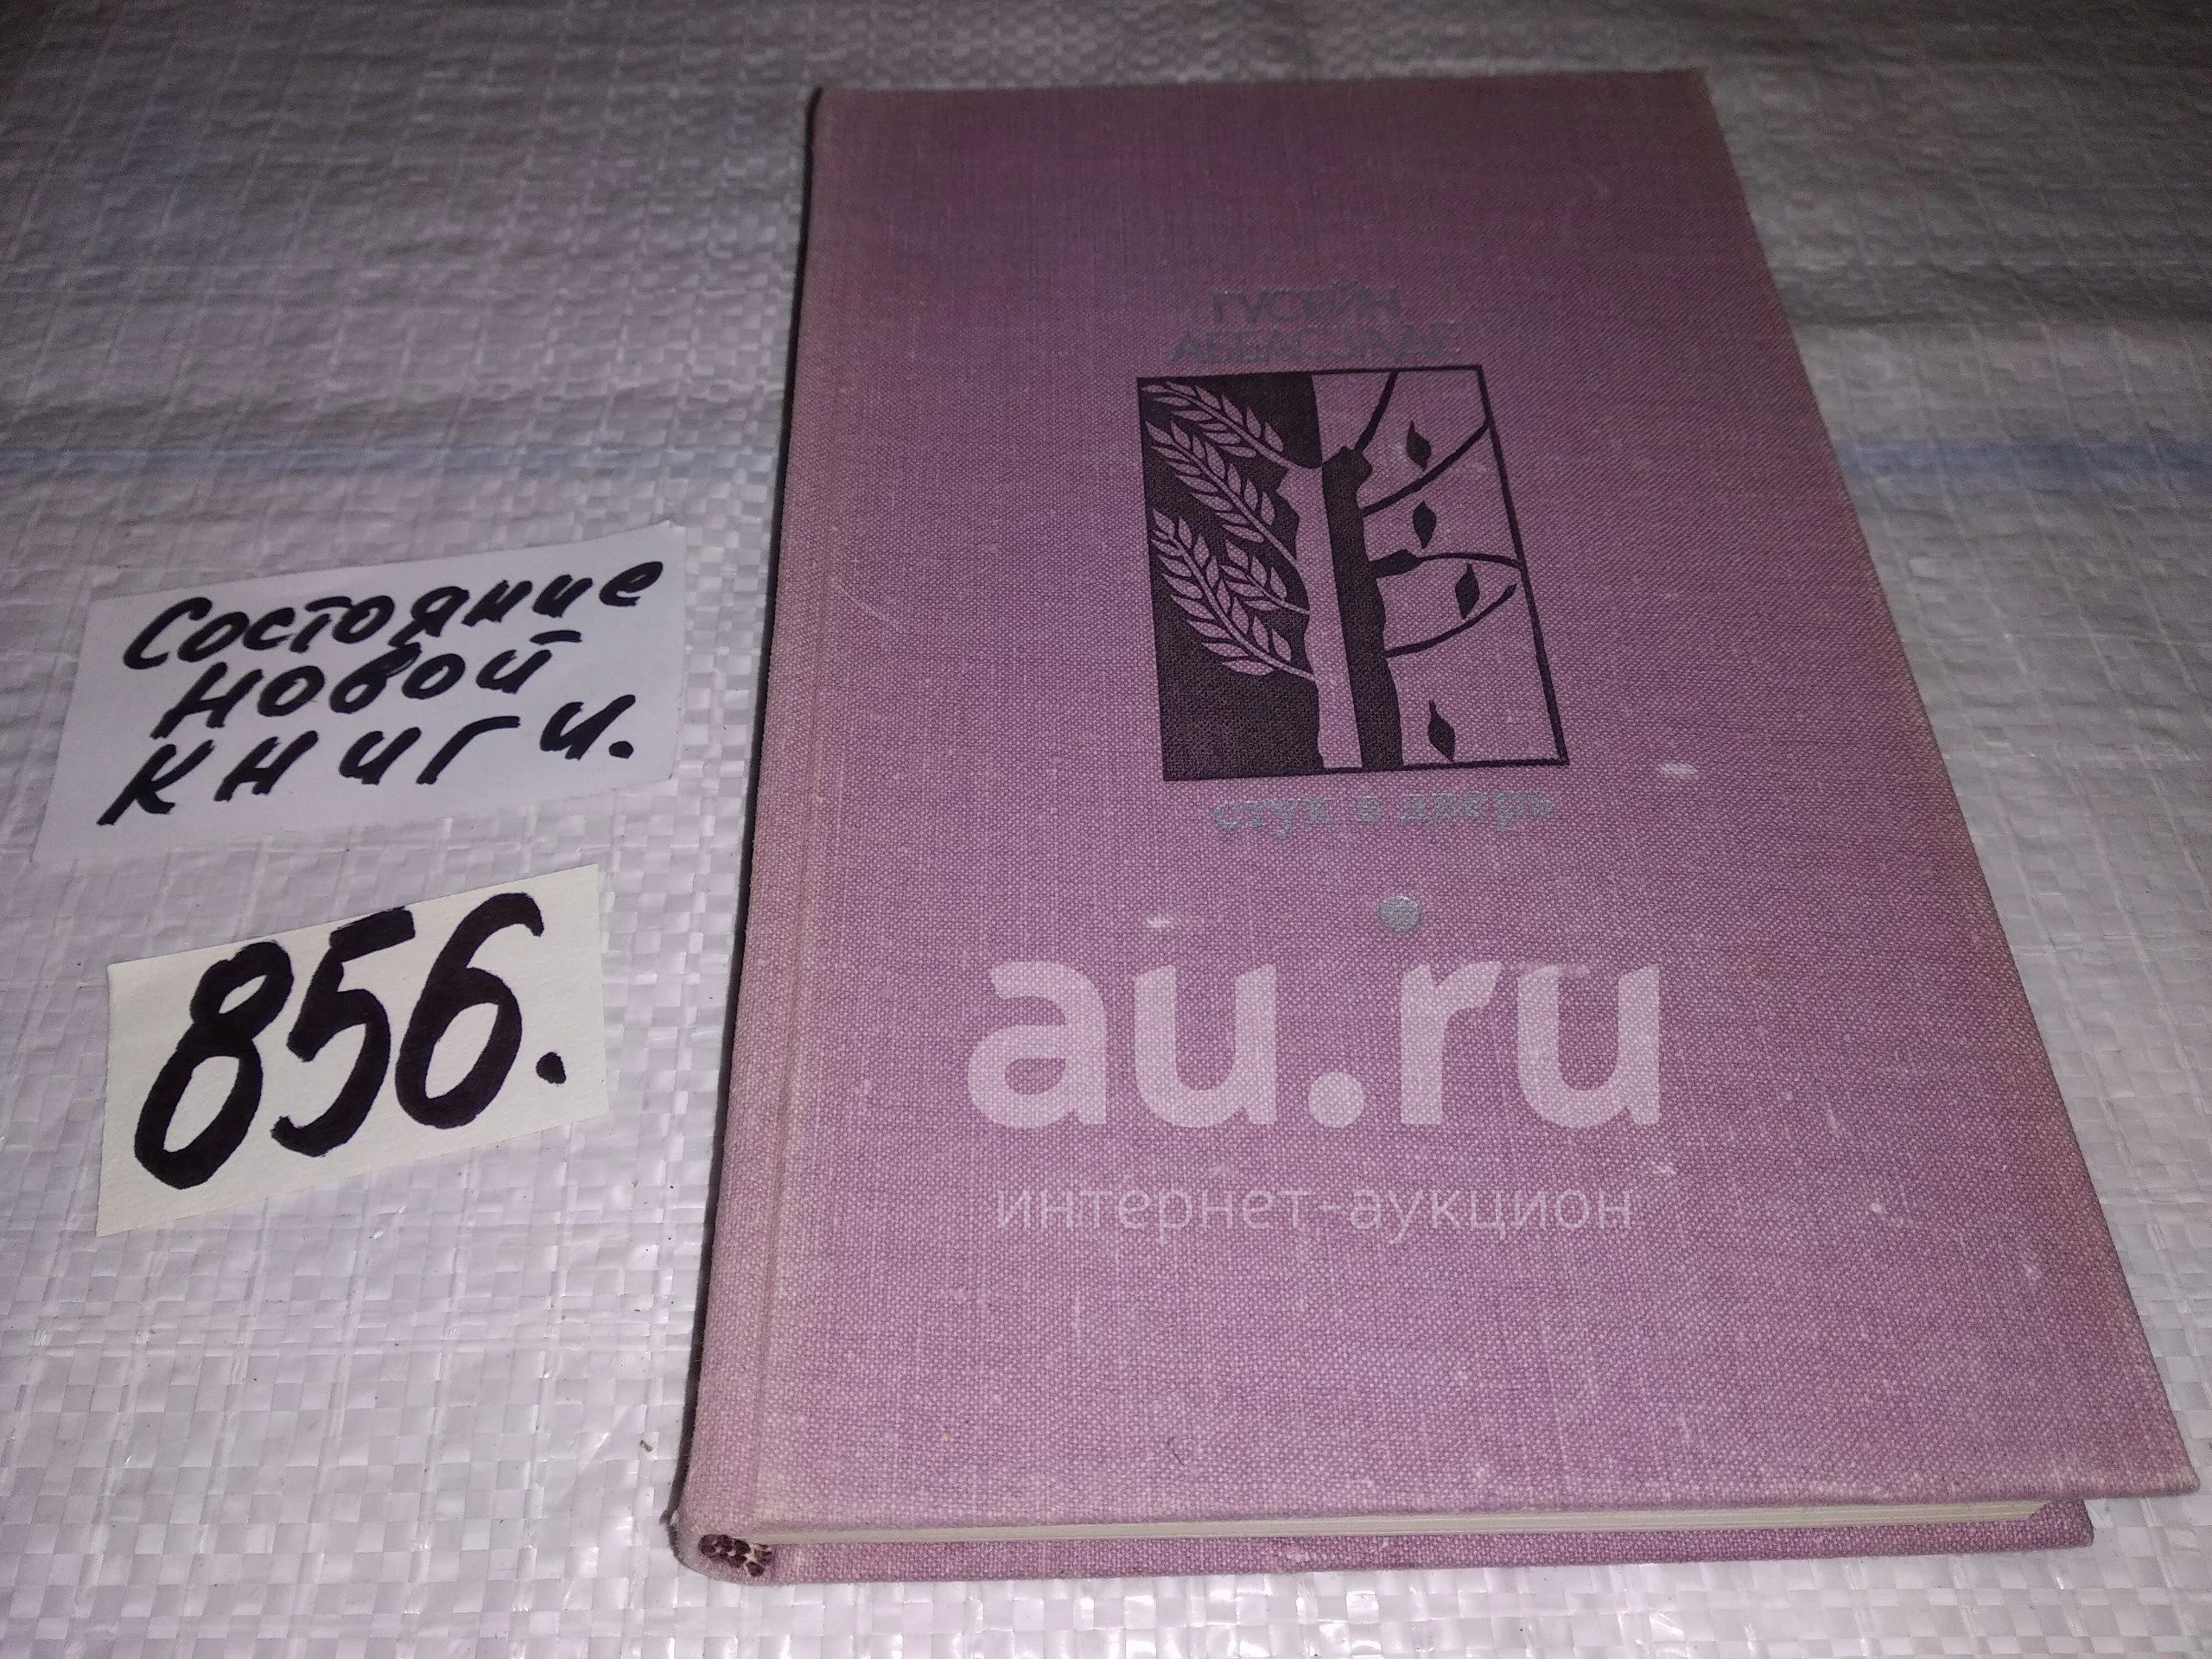 Состояние
новой
книги.
856.
ГУСЕЙН
АББАСЗАДЕ
стук в дверь
au.ru
интернет-аукцион